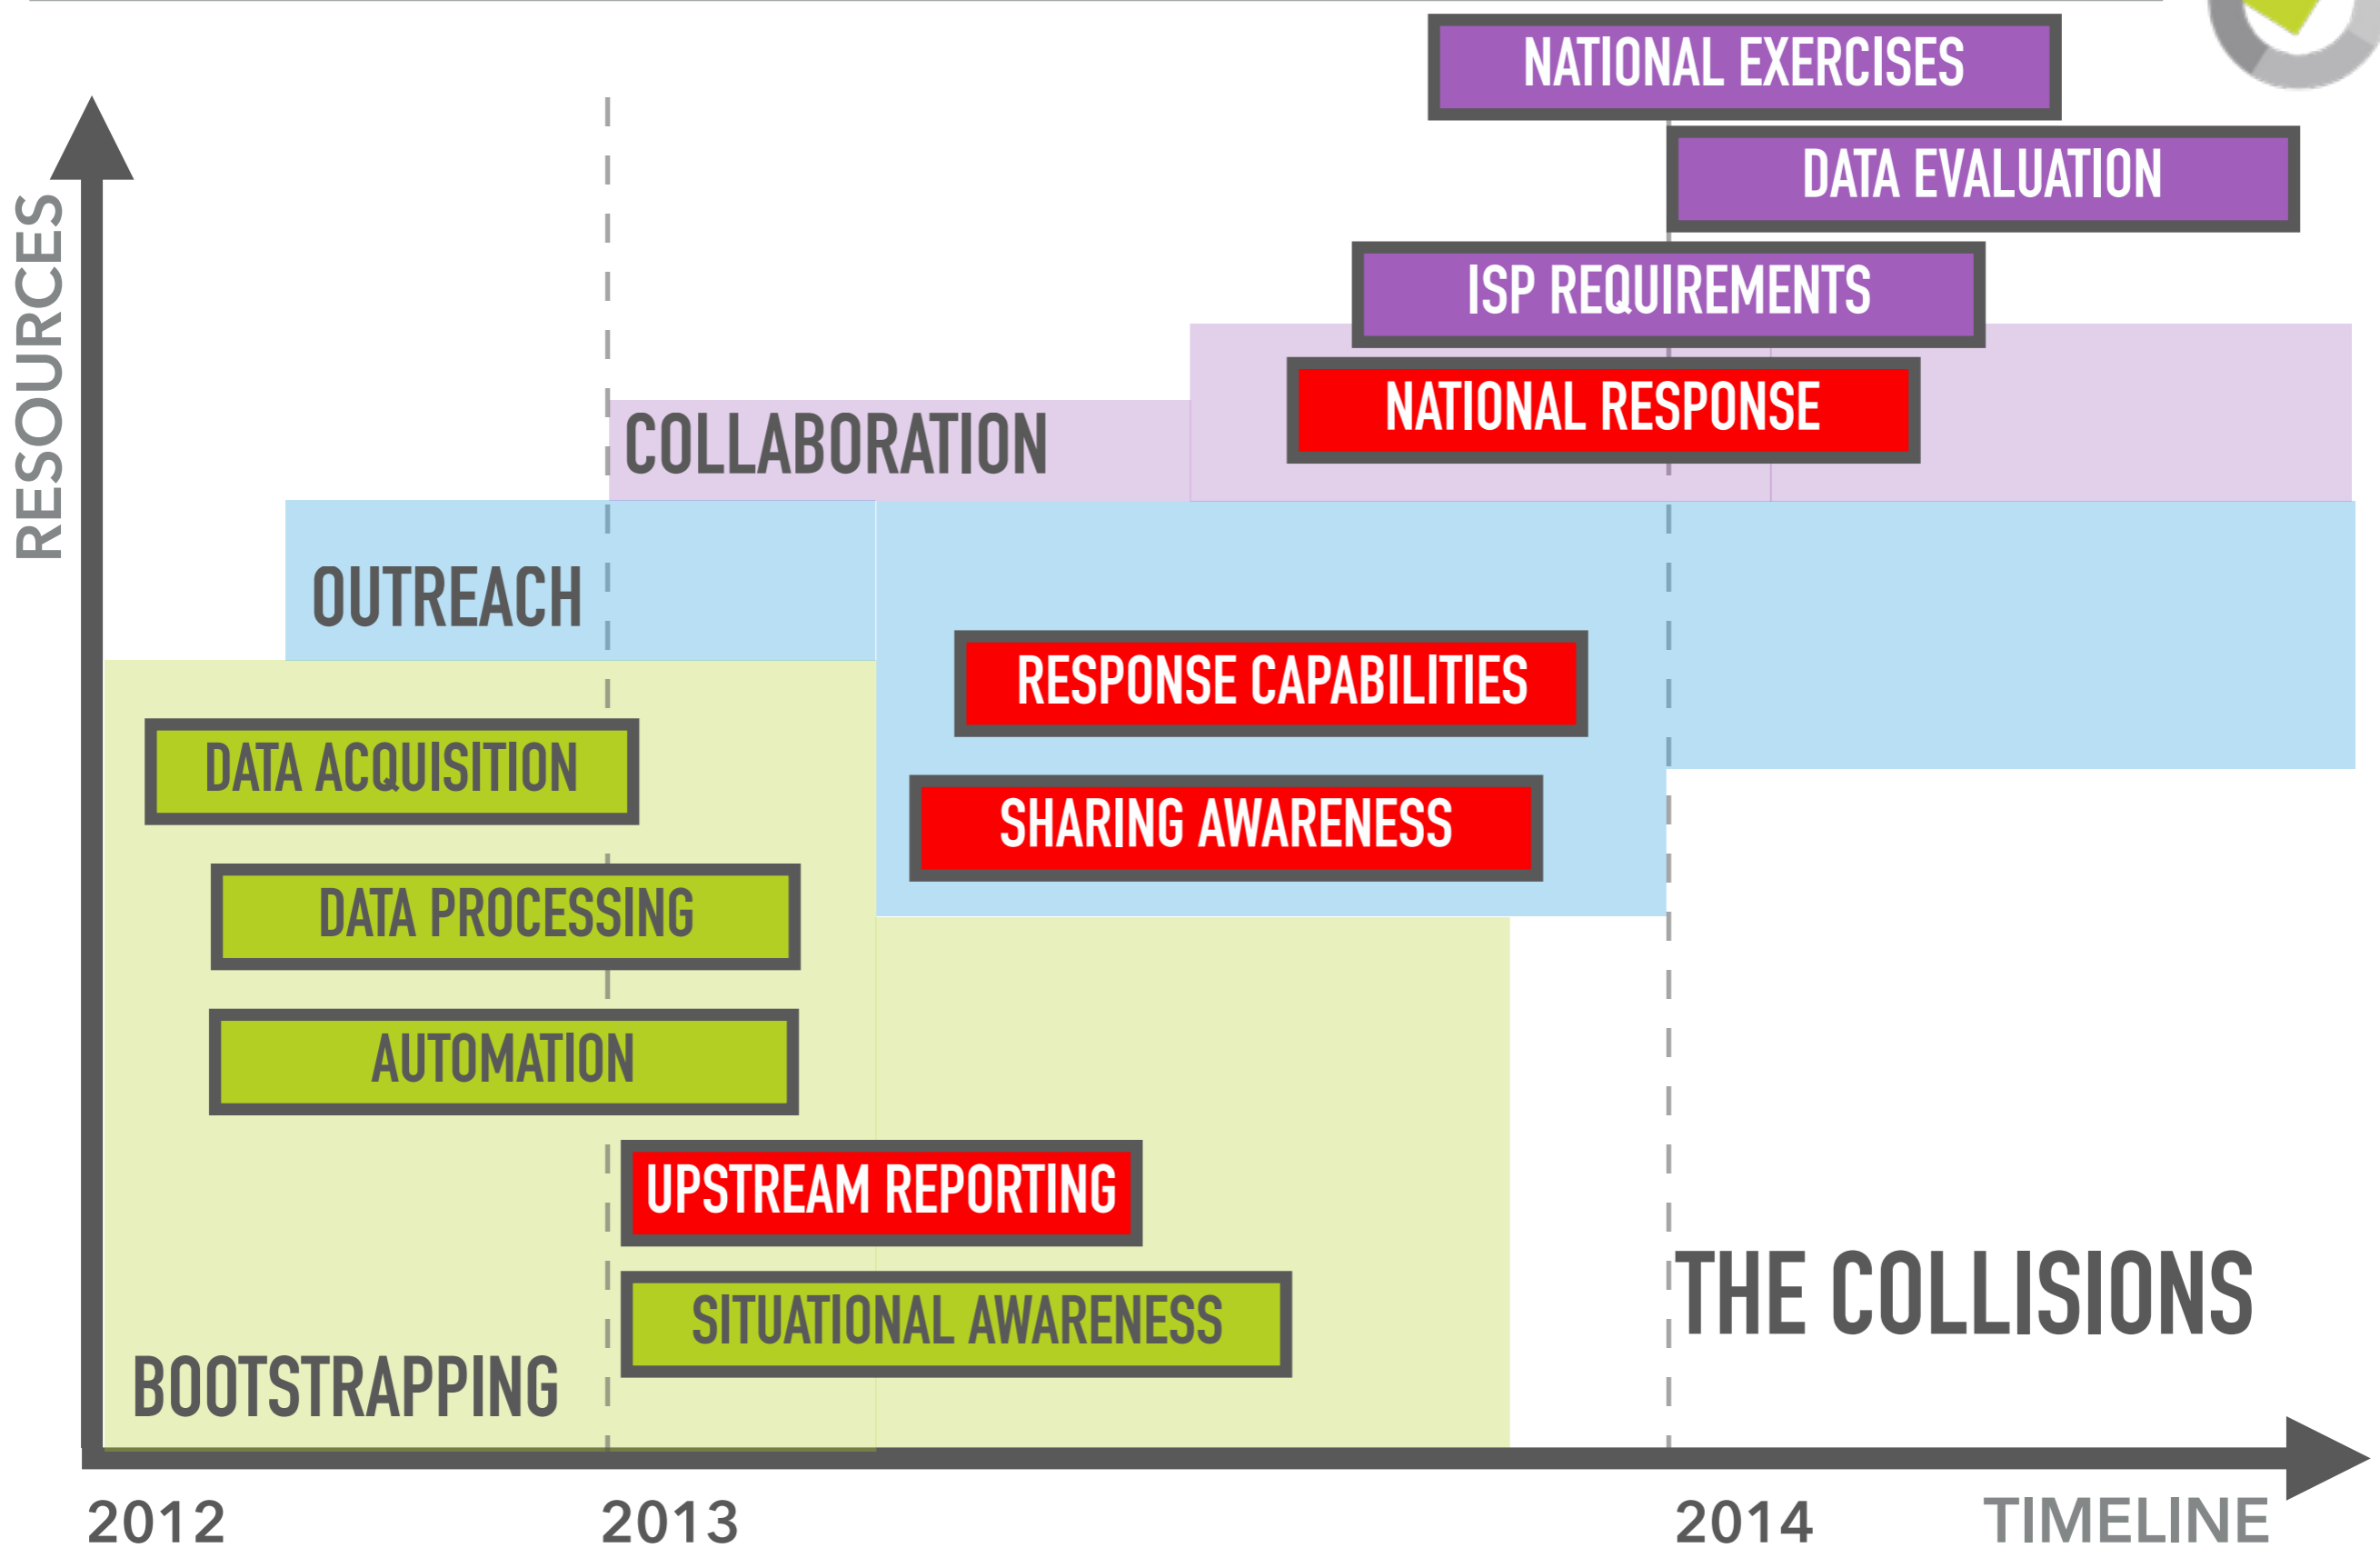 NATIONAL EXERCISES
DATA EVALUATION
ISP REQUIREMENTS
NATIONAL RESPONSE
RESOURCES
COLLABORATION
OUTREACH
RESPONSE CAPABILITIES
DATA ACQUISITION
SHARING AWARENESS
DATA PROCESSING
AUTOMATION
UPSTREAM REPORTING
THE COLLISIONS
SITUATIONAL AWARENESS
BOOTSTRAPPING
2012
2013
2014
TIMELINE